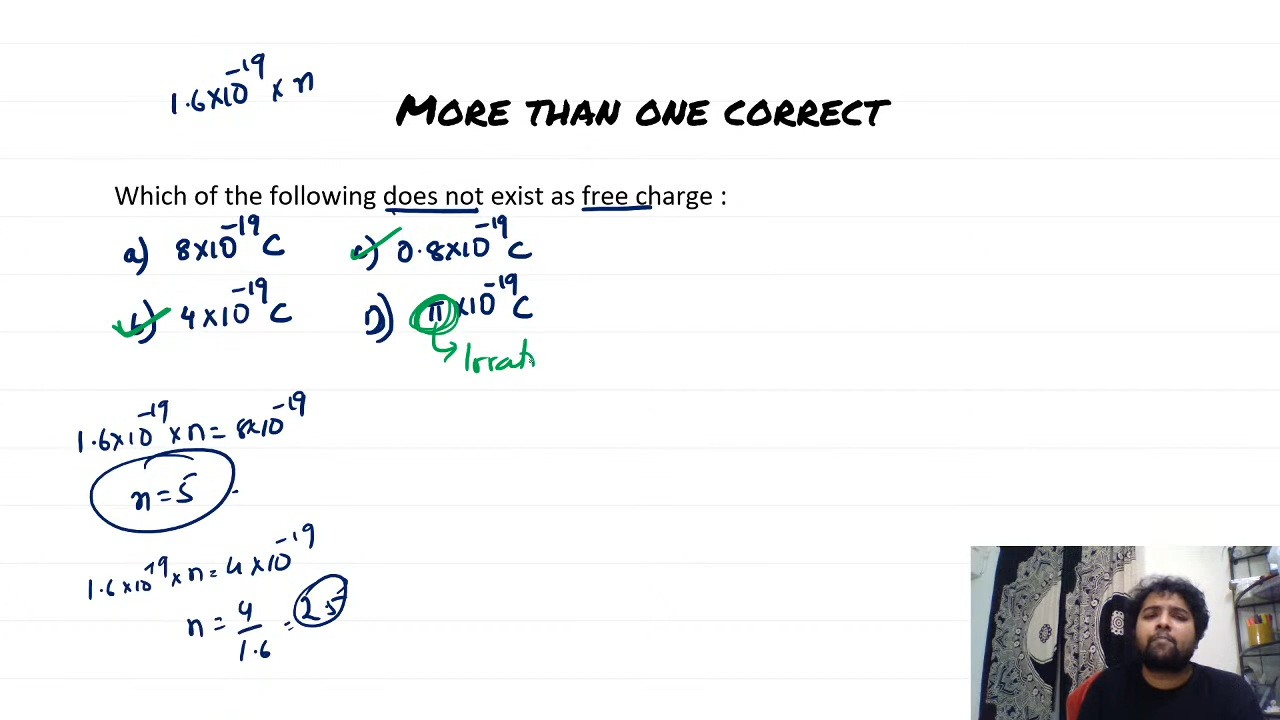 1.6×10⁻¹⁹ × n
MORE THAN ONE CORRECT
Which of the following does not exist as free charge :
a) 8×10⁻¹⁹ C
c) 0.8×10⁻¹⁹ C
b) 4×10⁻¹⁹ C
D) π×10⁻¹⁹ C
Irrati
1.6×10⁻¹⁹ × n = 8×10⁻¹⁹
n = 5
1.6×10⁻¹⁹ × n = 4×10⁻¹⁹
n = 4/1.6 = 2.5